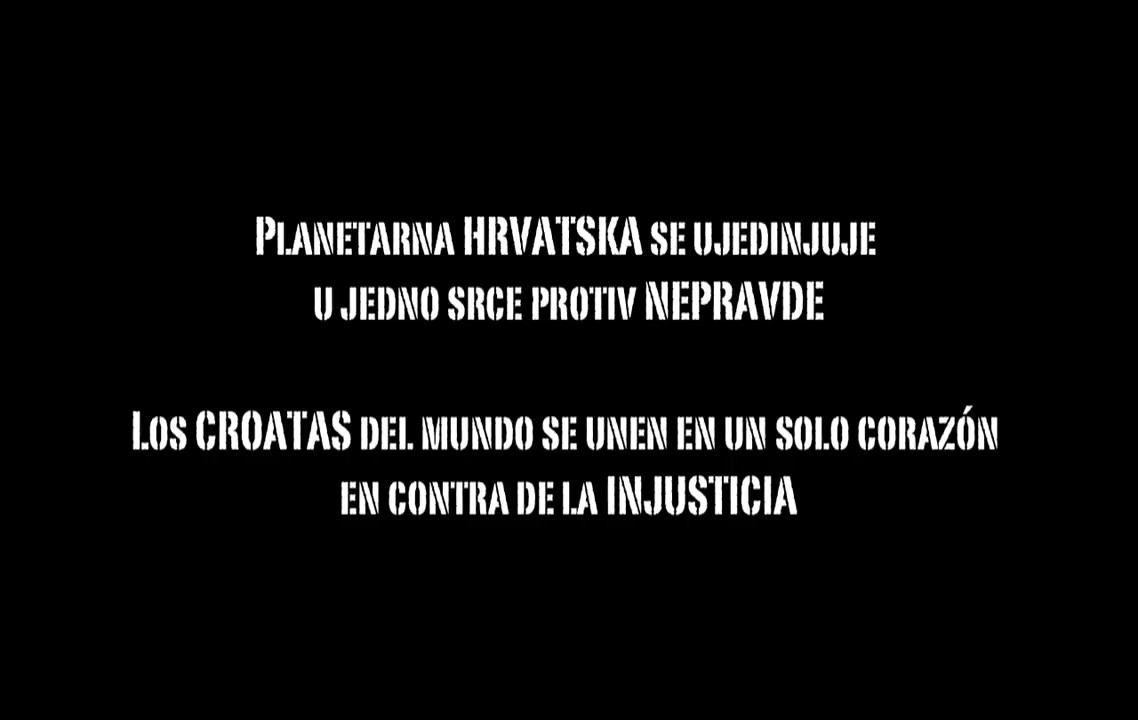 Planetarna HRVATSKA se ujedinjuje
u jedno srce protiv NEPRAVDE
Los CROATAS del mundo se unen en un solo corazón
en contra de la INJUSTICIA